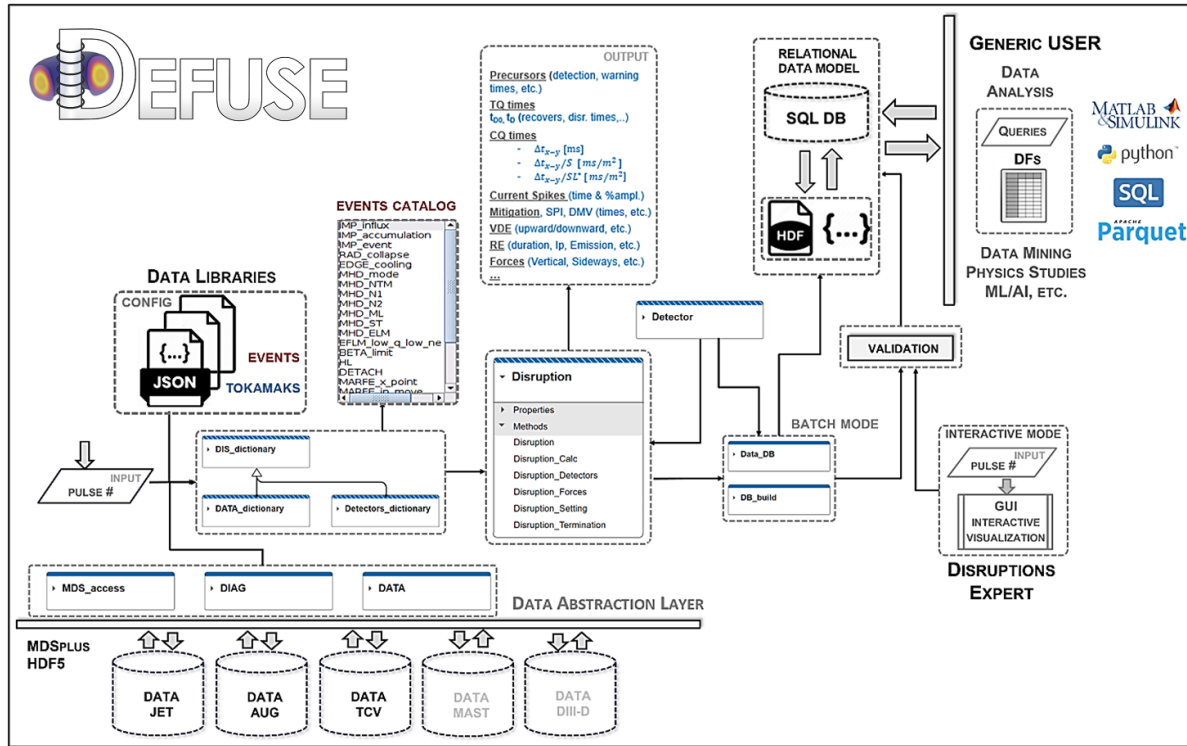 DEFUSE
OUTPUT
Precursors (detection, warning
times, etc.)
TQ times
t₀₀, t_D (recovers, disr. times,..)
CQ times
- Δt_{x−y} [ms]
- Δt_{x−y}/S [ms/m²]
- Δt_{x−y}/SL* [ms/m²]
Current Spikes (time & %ampl.)
Mitigation, SPI, DMV (times, etc.)
VDE (upward/downward, etc.)
RE (duration, Ip, Emission, etc.)
Forces (Vertical, Sideways, etc.)
...
RELATIONAL
DATA MODEL
SQL DB
HDF
{...}
GENERIC USER
DATA
ANALYSIS
QUERIES
DFs
DATA MINING
PHYSICS STUDIES
ML/AI, ETC.
MATLAB
&SIMULINK
python™
SQL
APACHE
Parquet
EVENTS CATALOG
IMP_influx
IMP_accumulation
IMP_event
RAD_collapse
EDGE_cooling
MHD_mode
MHD_NTM
MHD_N1
MHD_N2
MHD_ML
MHD_ST
MHD_ELM
EFLM_low_q_low_ne
BETA_limit
HL
DETACH
MARFE_x_point
MARFE_in_move
DATA LIBRARIES
CONFIG
{...}
JSON
EVENTS
TOKAMAKS
INPUT
PULSE #
DIS_dictionary
DATA_dictionary
Detectors_dictionary
Disruption
Properties
Methods
Disruption
Disruption_Calc
Disruption_Detectors
Disruption_Forces
Disruption_Setting
Disruption_Termination
Detector
BATCH MODE
Data_DB
DB_build
VALIDATION
INTERACTIVE MODE
INPUT
PULSE #
GUI
INTERACTIVE
VISUALIZATION
DISRUPTIONS
EXPERT
MDS_access
DIAG
DATA
DATA ABSTRACTION LAYER
MDSPLUS
HDF5
DATA
JET
DATA
AUG
DATA
TCV
DATA
MAST
DATA
DIII-D